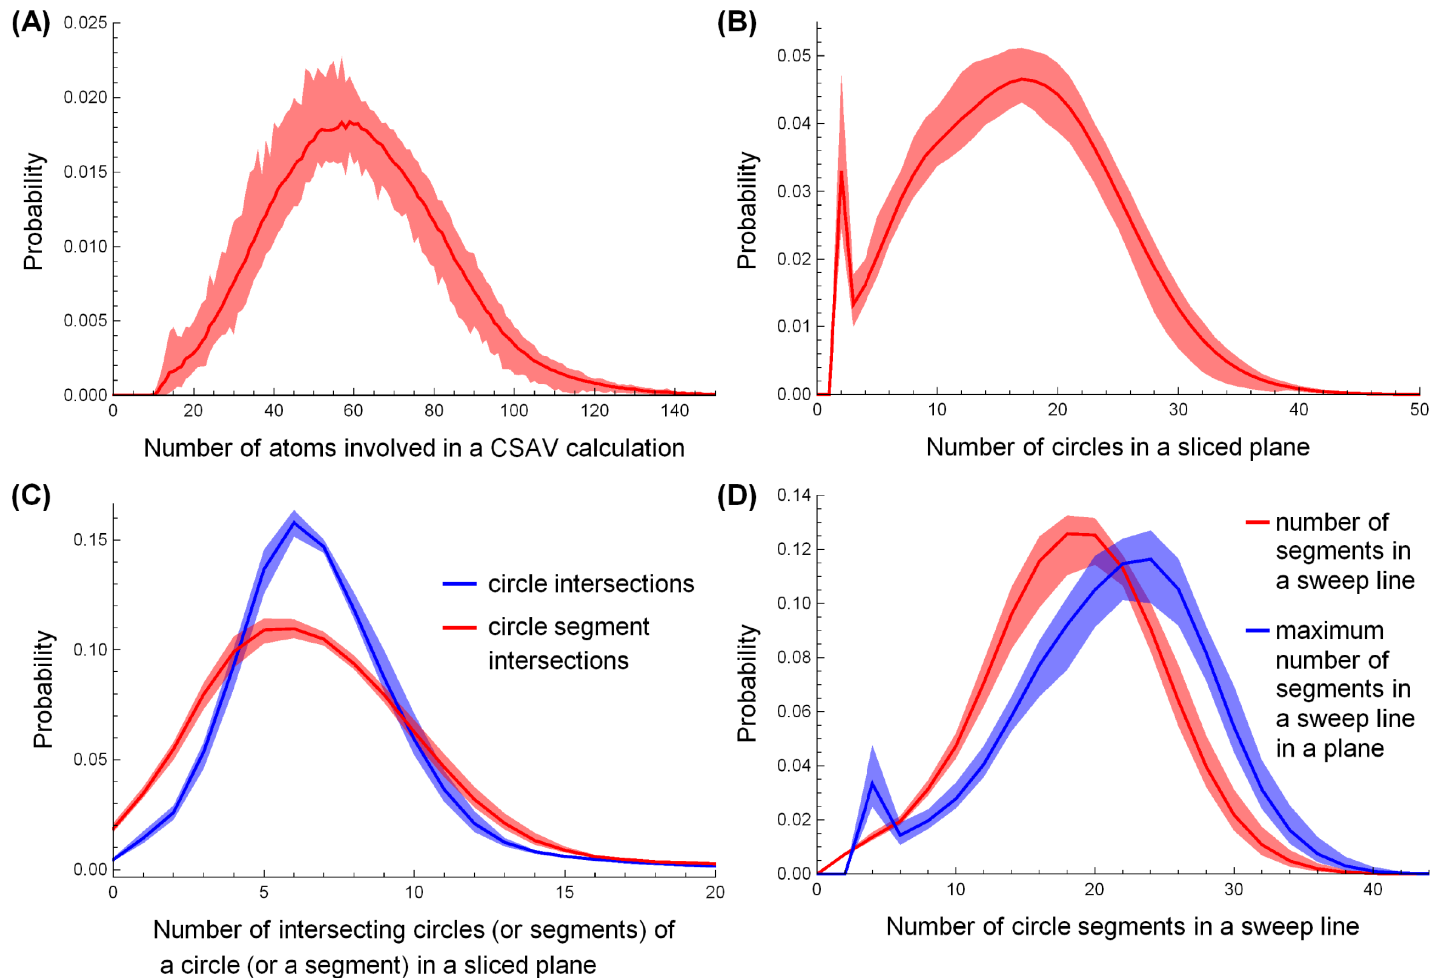 (A)
0.025
0.020
0.015
0.010
0.005
0.000
Probability
0
20
40
60
80
100
120
140
Number of atoms involved in a CSAV calculation
(B)
0.05
0.04
0.03
0.02
0.01
0.00
Probability
0
10
20
30
40
50
Number of circles in a sliced plane
(C)
0.15
0.10
0.05
0.00
Probability
circle intersections
circle segment
intersections
0
5
10
15
20
Number of intersecting circles (or segments) of
a circle (or a segment) in a sliced plane
(D)
0.14
0.12
0.10
0.08
0.06
0.04
0.02
0.00
Probability
number of
segments in
a sweep line
maximum
number of
segments in
a sweep line
in a plane
0
10
20
30
40
Number of circle segments in a sweep line